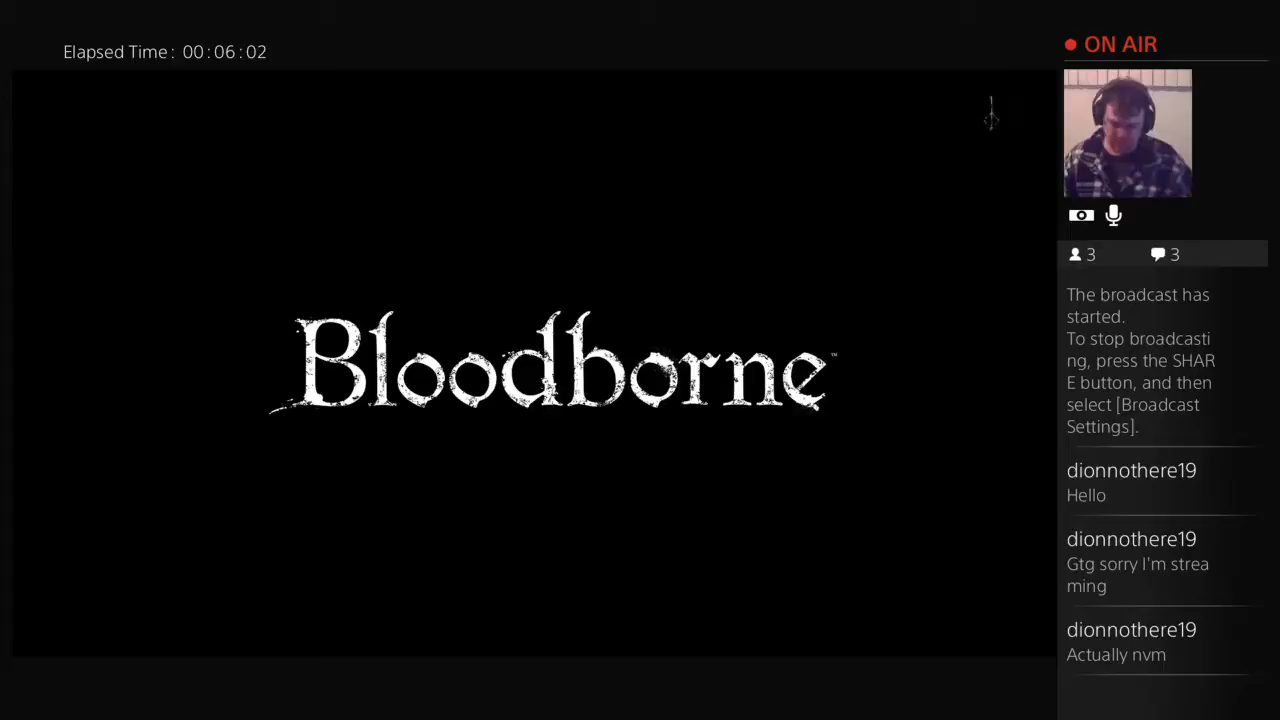 Elapsed Time: 00:06:02
ON AIR
Bloodborne™
3 3
The broadcast has
started.
To stop broadcasti
ng, press the SHAR
E button, and then
select [Broadcast
Settings].
dionnothere19
Hello
dionnothere19
Gtg sorry I'm strea
ming
dionnothere19
Actually nvm